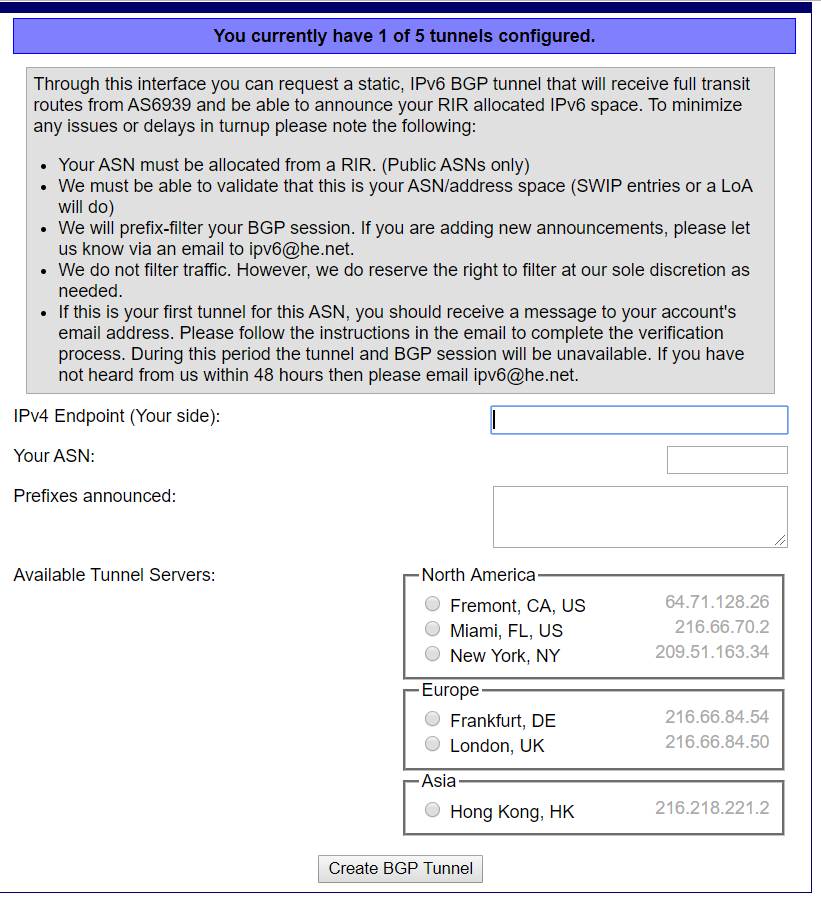 You currently have 1 of 5 tunnels configured.
Through this interface you can request a static, IPv6 BGP tunnel that will receive full transit
routes from AS6939 and be able to announce your RIR allocated IPv6 space. To minimize
any issues or delays in turnup please note the following:
• Your ASN must be allocated from a RIR. (Public ASNs only)
• We must be able to validate that this is your ASN/address space (SWIP entries or a LoA
will do)
• We will prefix-filter your BGP session. If you are adding new announcements, please let
us know via an email to ipv6@he.net.
• We do not filter traffic. However, we do reserve the right to filter at our sole discretion as
needed.
• If this is your first tunnel for this ASN, you should receive a message to your account's
email address. Please follow the instructions in the email to complete the verification
process. During this period the tunnel and BGP session will be unavailable. If you have
not heard from us within 48 hours then please email ipv6@he.net.
IPv4 Endpoint (Your side):
Your ASN:
Prefixes announced:
Available Tunnel Servers:
North America
Fremont, CA, US 64.71.128.26
Miami, FL, US 216.66.70.2
New York, NY 209.51.163.34
Europe
Frankfurt, DE 216.66.84.54
London, UK 216.66.84.50
Asia
Hong Kong, HK 216.218.221.2
Create BGP Tunnel